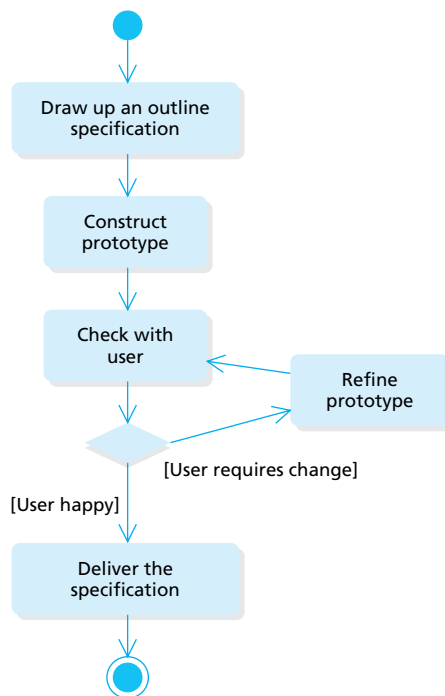 Draw up an outline
specification
Construct
prototype
Check with
user
Refine
prototype
[User requires change]
[User happy]
Deliver the
specification